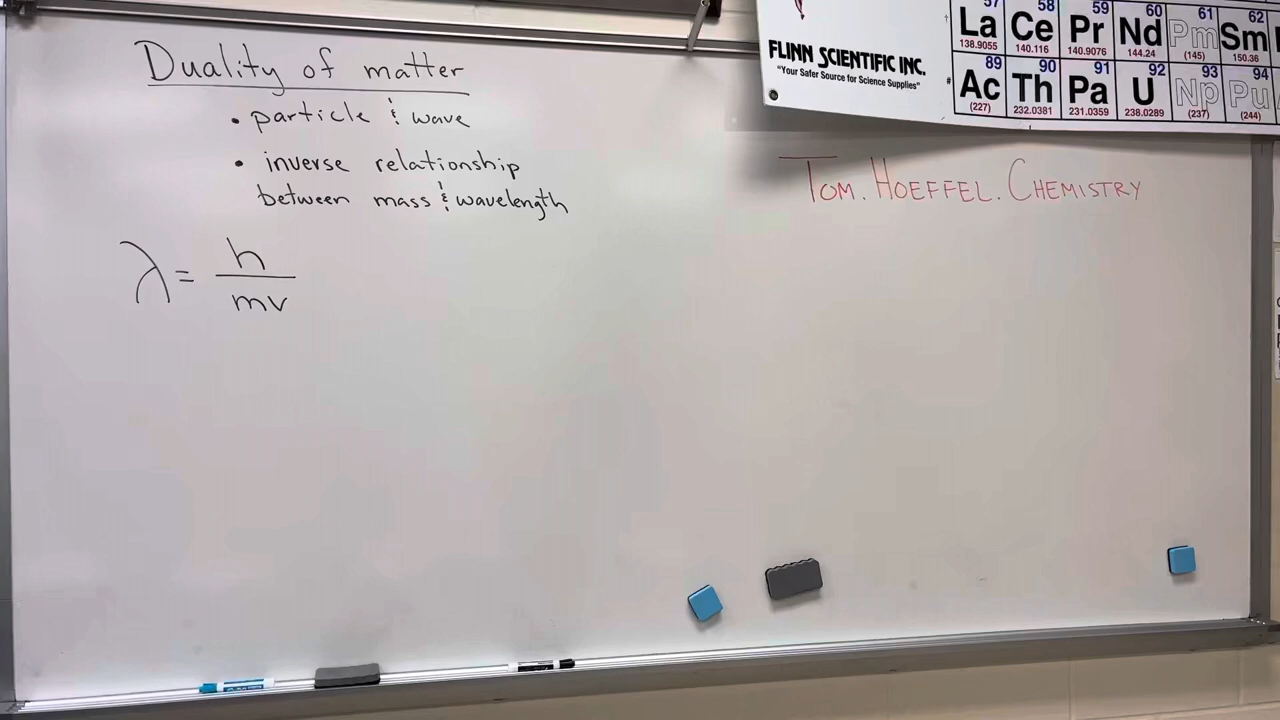 Duality of matter
• particle & wave
• inverse relationship
between mass & wavelength
λ = h
mv
TOM. HOEFFEL. CHEMISTRY
FLINN SCIENTIFIC INC.
"Your Safer Source for Science Supplies"
57 58 59 60 61 62
† La Ce Pr Nd Pm Sm
138.9055 140.116 140.9076 144.24 (145) 150.36
89 90 91 92 93 94
# Ac Th Pa U Np Pu
(227) 232.0381 231.0359 238.0289 (237) (244)